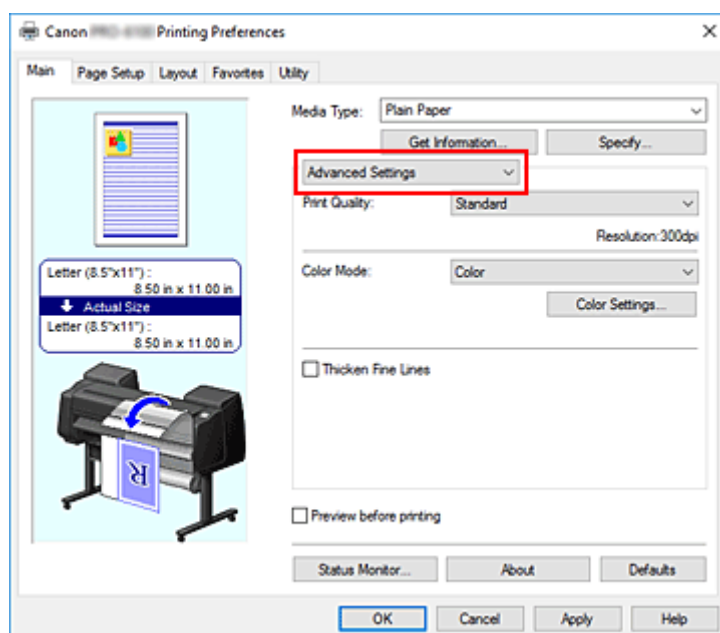 Canon Printing Preferences
Main Page Setup Layout Favorites Utility
Media Type: Plain Paper
Get Information... Specify...
Advanced Settings
Print Quality: Standard
Resolution:300dpi
Letter (8.5"x11") :
8.50 in x 11.00 in
Actual Size
Letter (8.5"x11") :
8.50 in x 11.00 in
Color Mode: Color
Color Settings...
Thicken Fine Lines
R
Preview before printing
Status Monitor... About Defaults
OK Cancel Apply Help